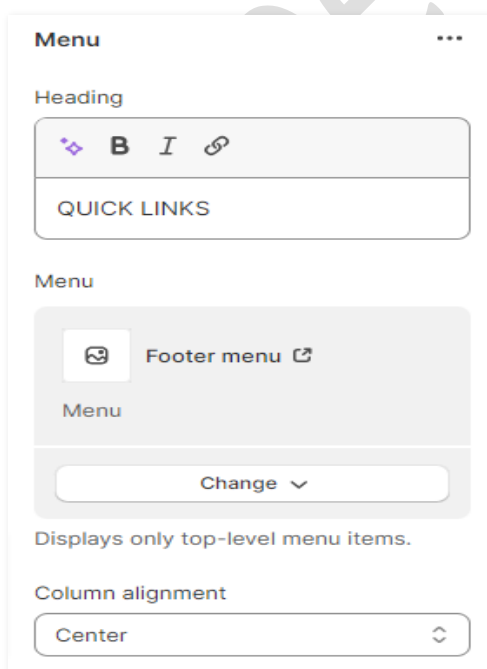 Menu
Heading
B I
QUICK LINKS
Menu
Footer menu
Menu
Change
Displays only top-level menu items.
Column alignment
Center